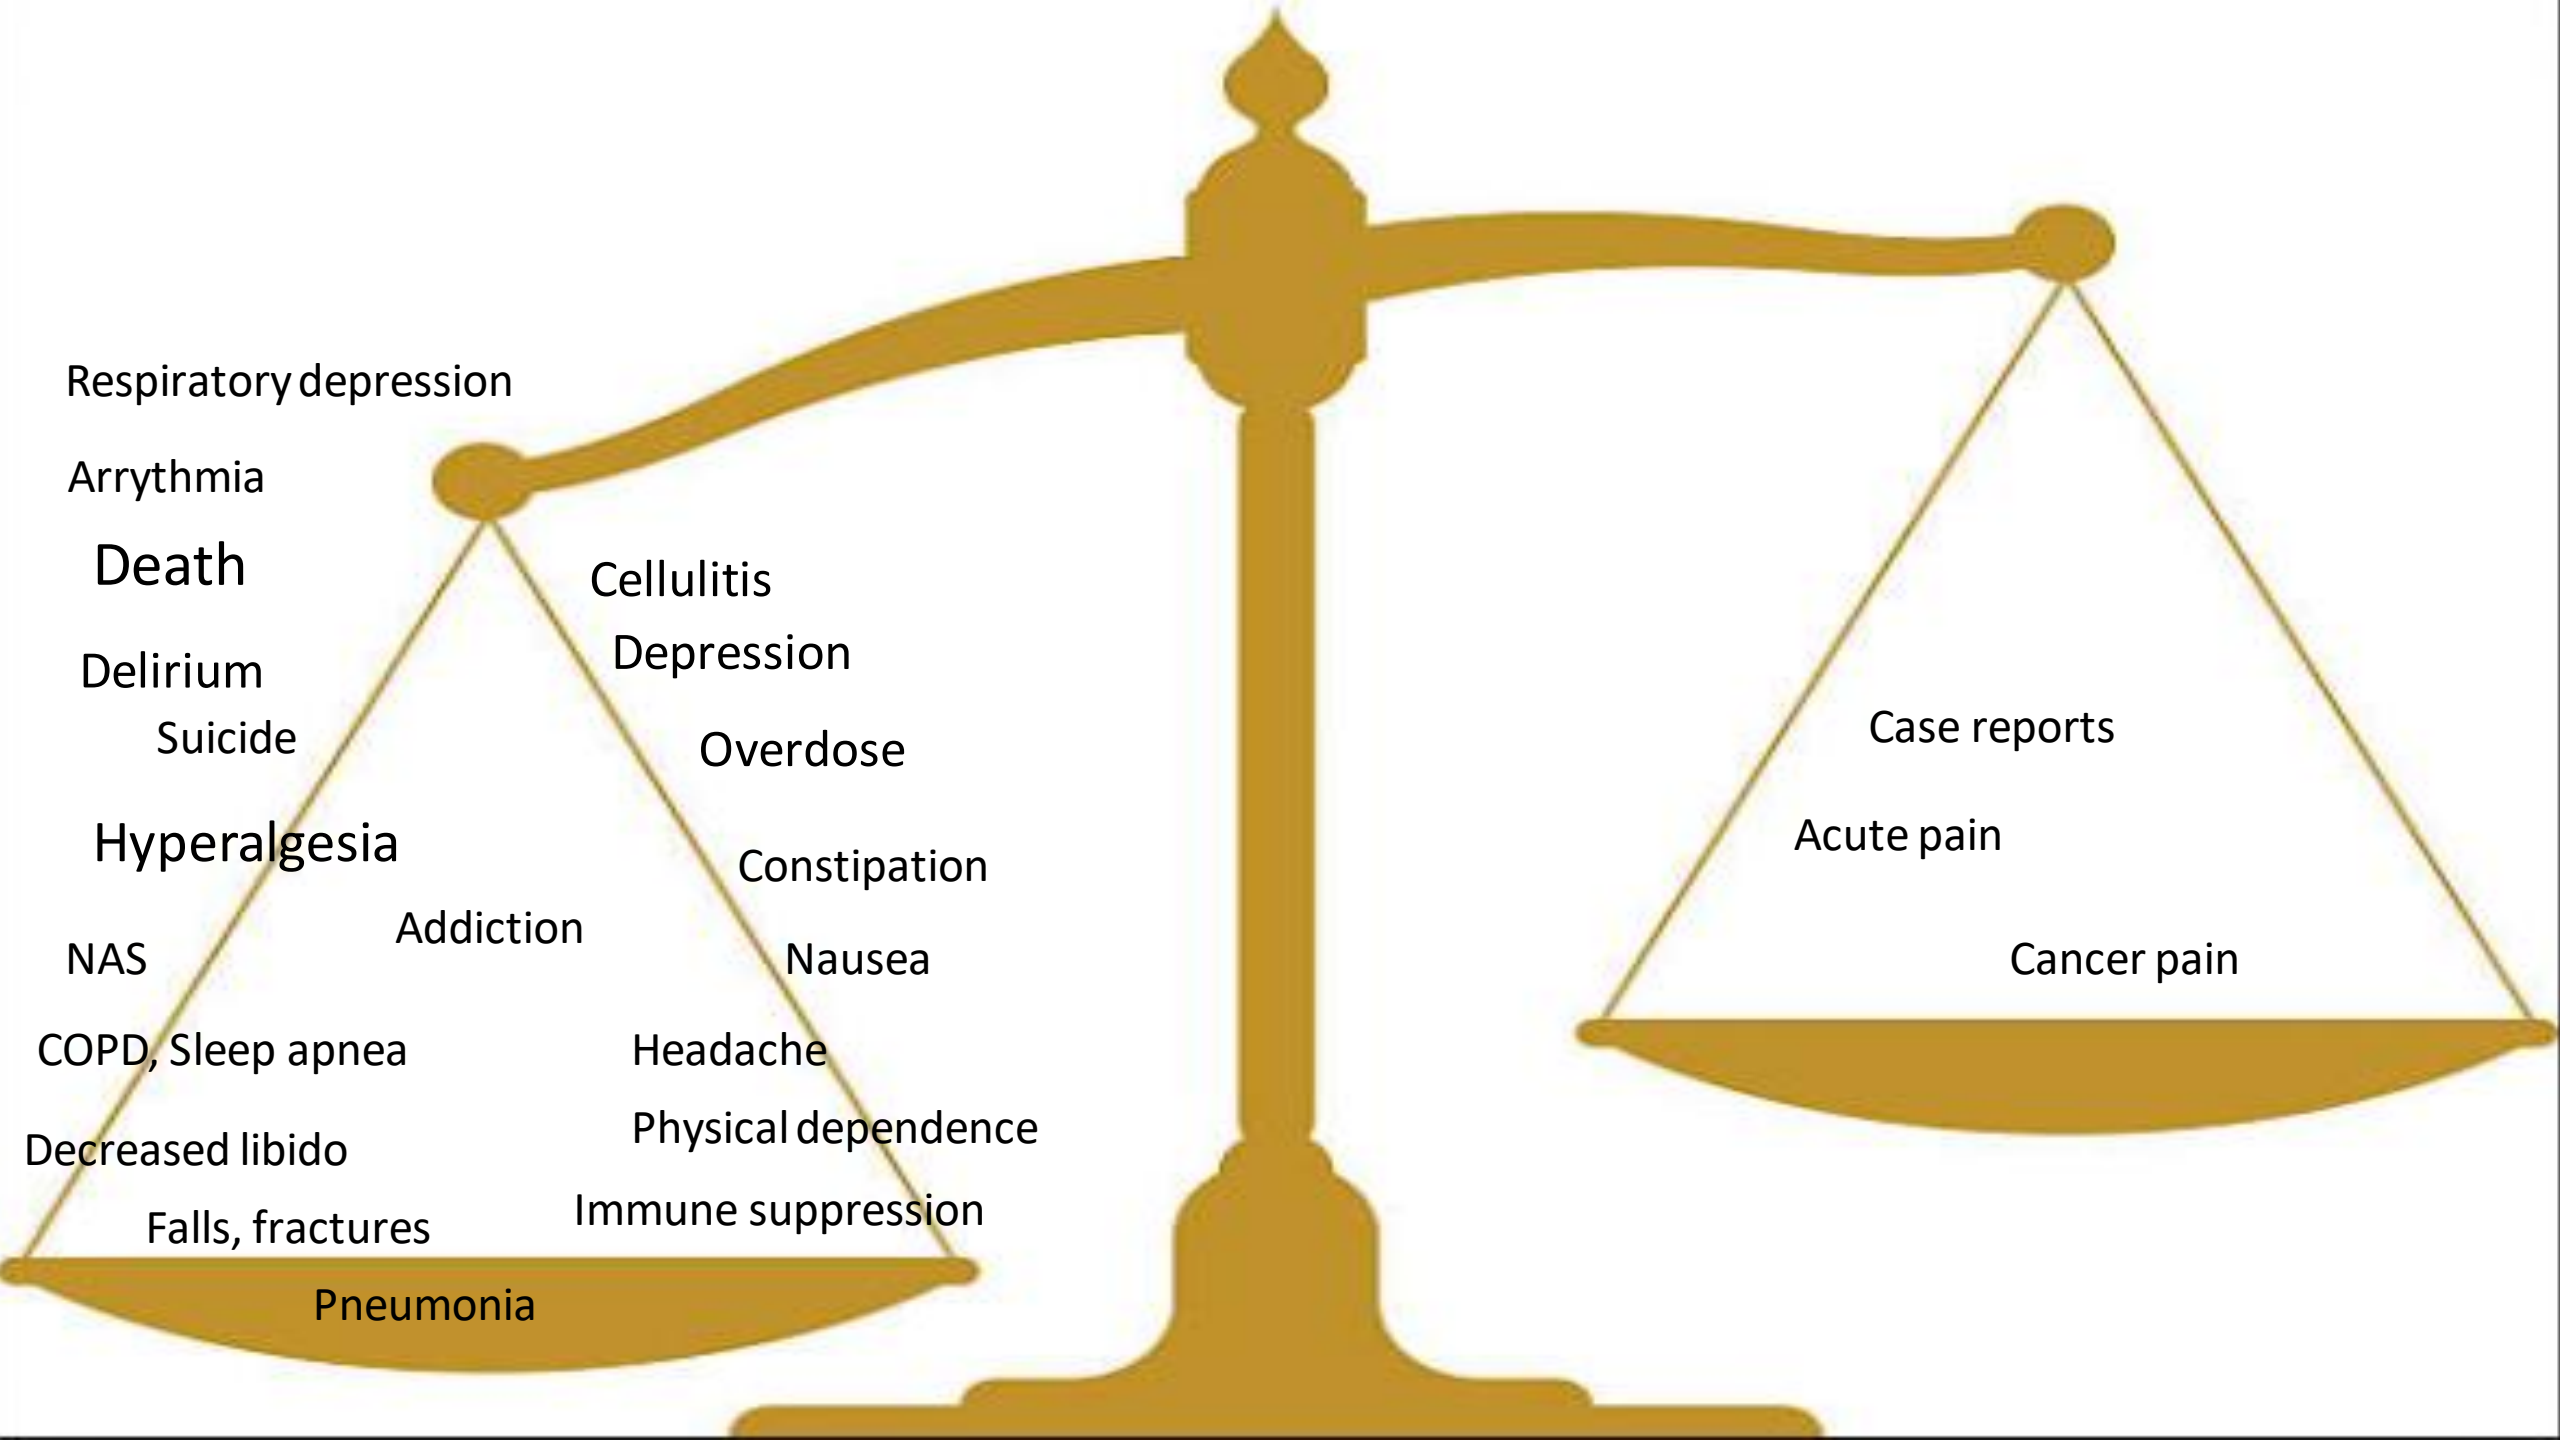 Respiratory depression
Arrythmia
Death
Delirium
Suicide
Hyperalgesia
NAS
COPD, Sleep apnea
Decreased libido
Falls, fractures
Pneumonia
Addiction
Cellulitis
Depression
Overdose
Constipation
Nausea
Headache
Physical dependence
Immune suppression
Case reports
Acute pain
Cancer pain